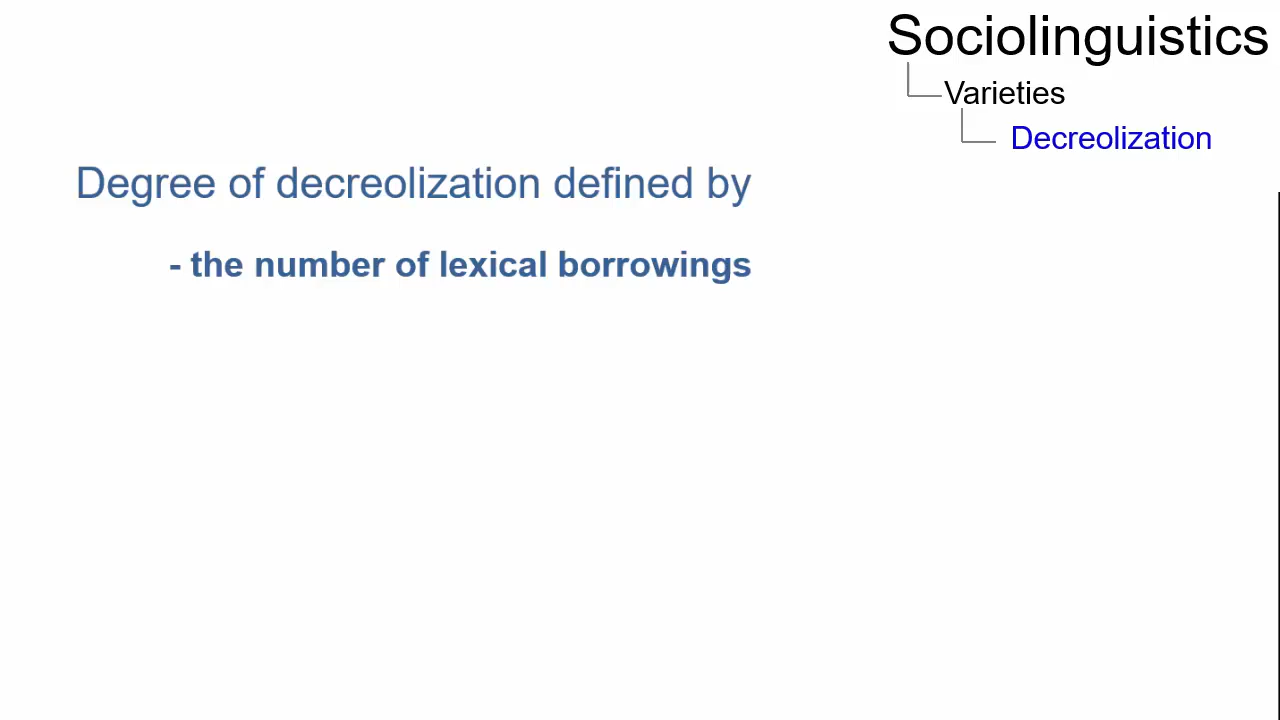 Sociolinguistics
Varieties
Decreolization
Degree of decreolization defined by
- the number of lexical borrowings